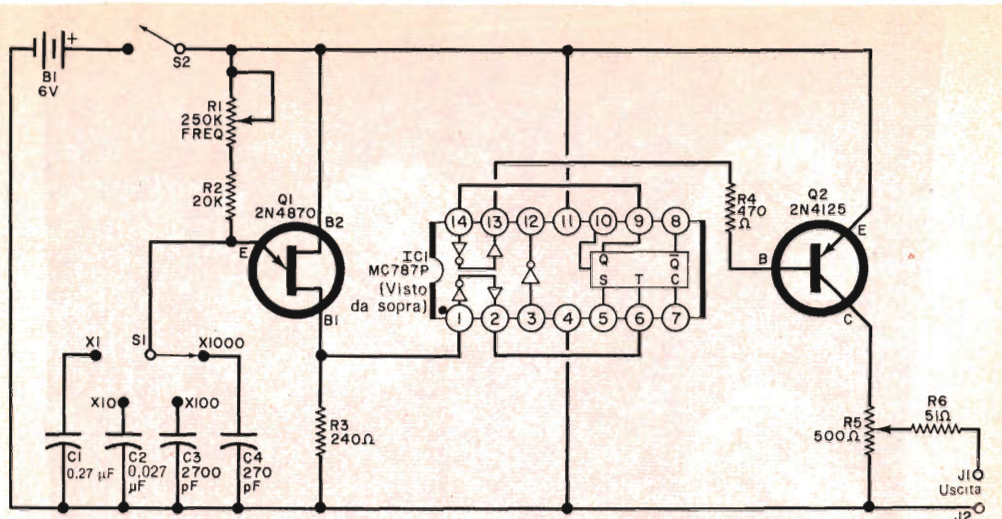 +
B1
6V
S2
R1
250K
FREQ
R2
20K
Q1
2N4870
B2
E
B1
S1
X1
X1000
X10
X100
C1
0.27 µF
C2
0,027
µF
C3
2700
pF
C4
270
pF
R3
240Ω
IC1
MC787P
(Visto
da sopra)
14
13
12
11
10
9
8
Q
Q̅
S
T
C
1
2
3
4
5
6
7
R4
470
Ω
Q2
2N4125
E
B
C
R5
500Ω
R6
51Ω
J1
Uscita
J2